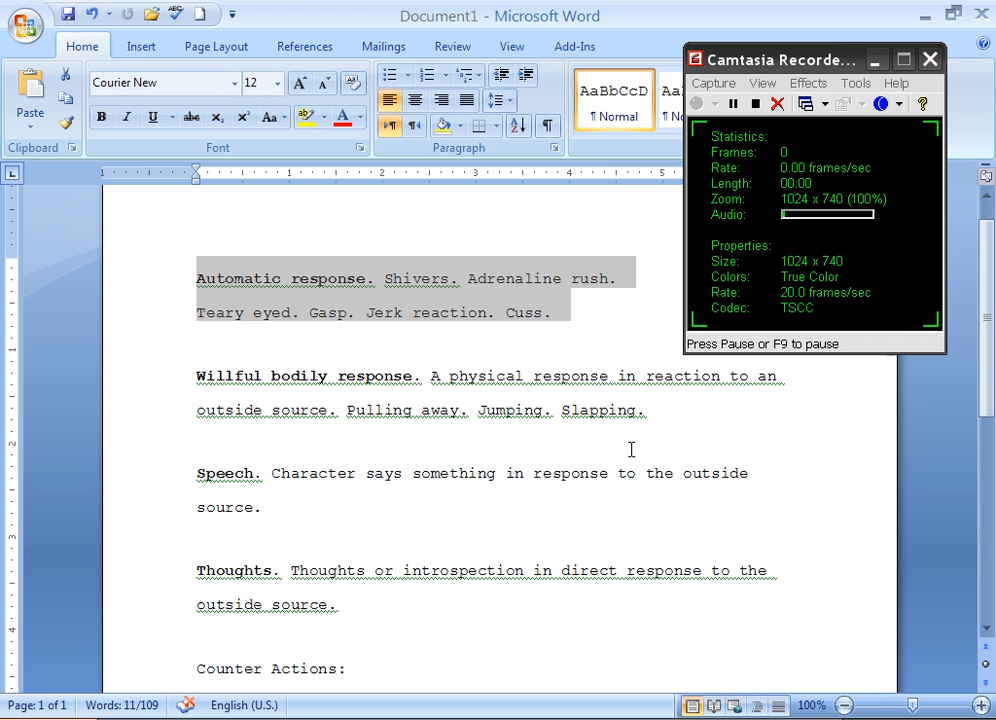 Document1 - Microsoft Word
Home Insert Page Layout References Mailings Review View Add-Ins
Paste
Courier New 12
AaBbCcD
¶ Normal
Clipboard Font Paragraph
Camtasia Recorde...
Capture View Effects Tools Help
Statistics:
Frames: 0
Rate: 0.00 frames/sec
Length: 00:00
Zoom: 1024 x 740 (100%)
Audio:
Properties:
Size: 1024 x 740
Colors: True Color
Rate: 20.0 frames/sec
Codec: TSCC
Press Pause or F9 to pause
Automatic response. Shivers. Adrenaline rush.
Teary eyed. Gasp. Jerk reaction. Cuss.
Willful bodily response. A physical response in reaction to an
outside source. Pulling away. Jumping. Slapping.
Speech. Character says something in response to the outside
source.
Thoughts. Thoughts or introspection in direct response to the
outside source.
Counter Actions:
Page: 1 of 1 Words: 11/109 English (U.S.) 100%